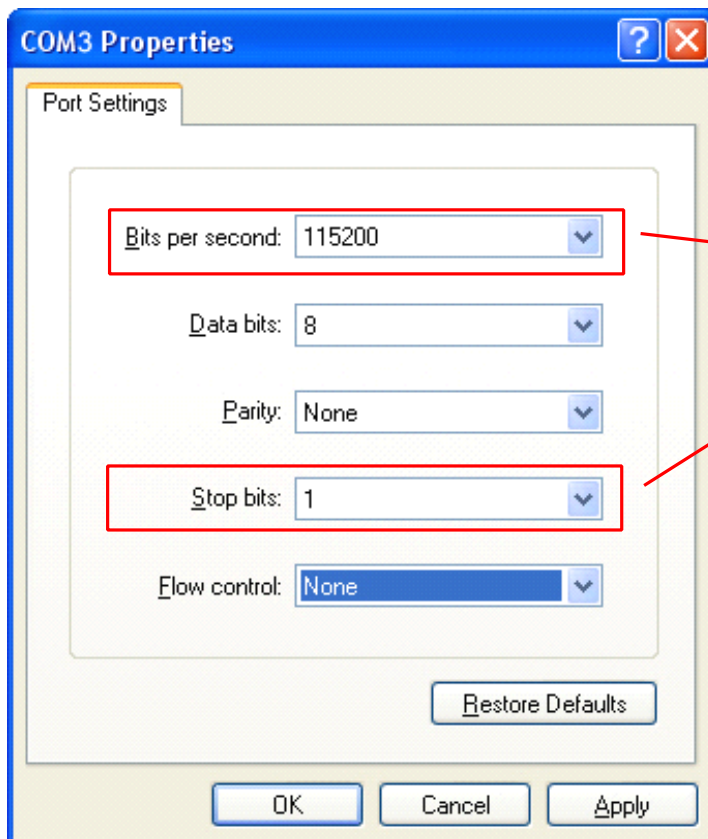 COM3 Properties
Port Settings
Bits per second: 115200
Data bits: 8
Parity: None
Stop bits: 1
Flow control: None
Restore Defaults
OK Cancel Apply